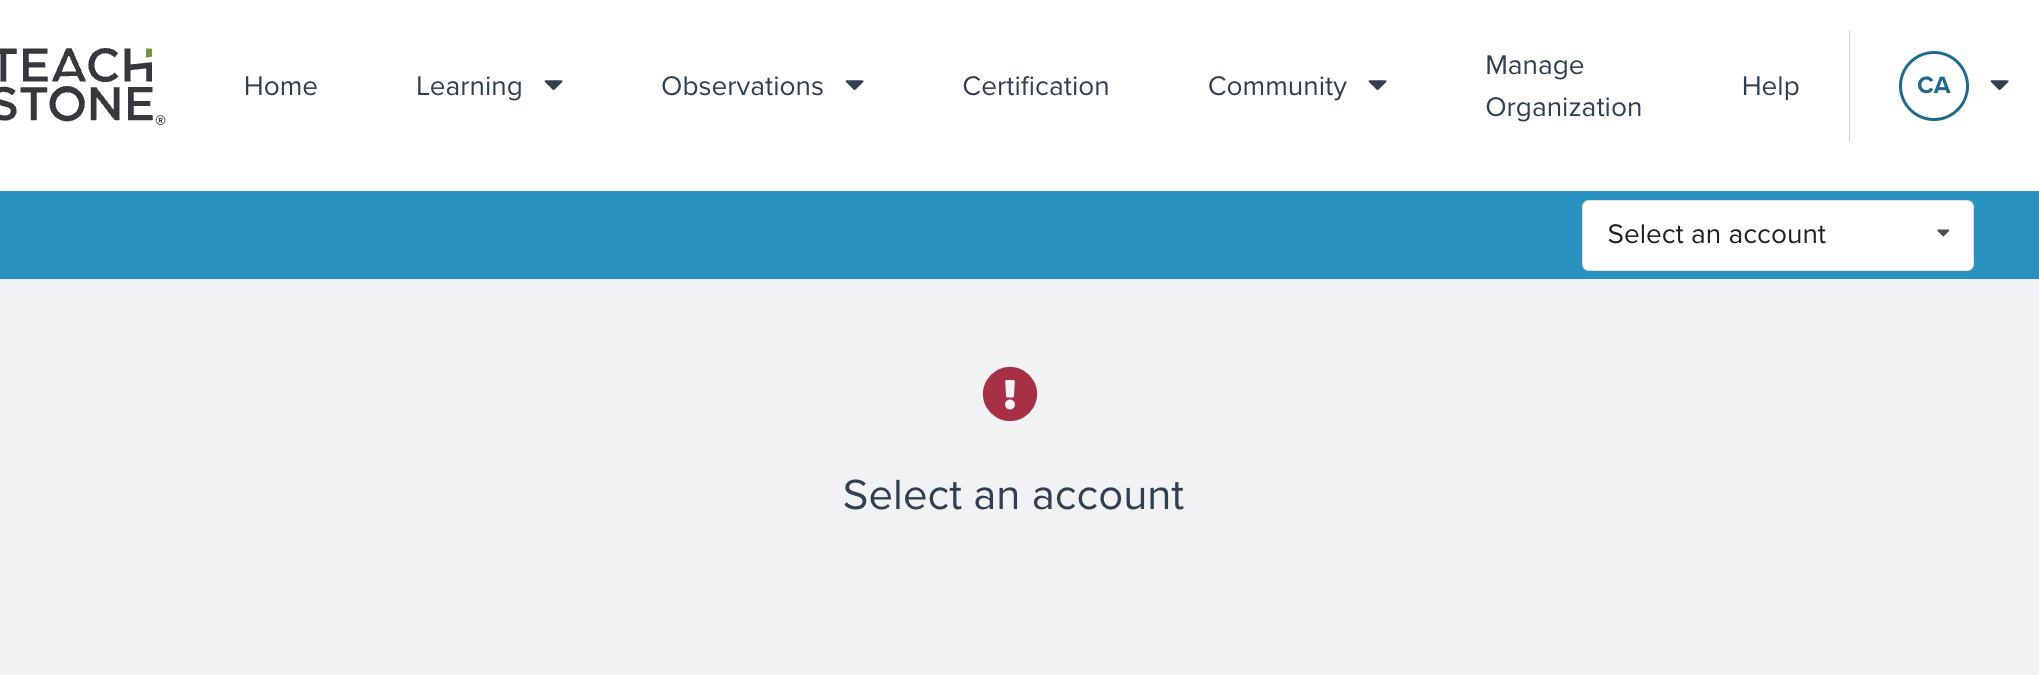 TEACH
STONE®
Home
Learning
Observations
Certification
Community
Manage
Organization
Help
CA
Select an account
Select an account